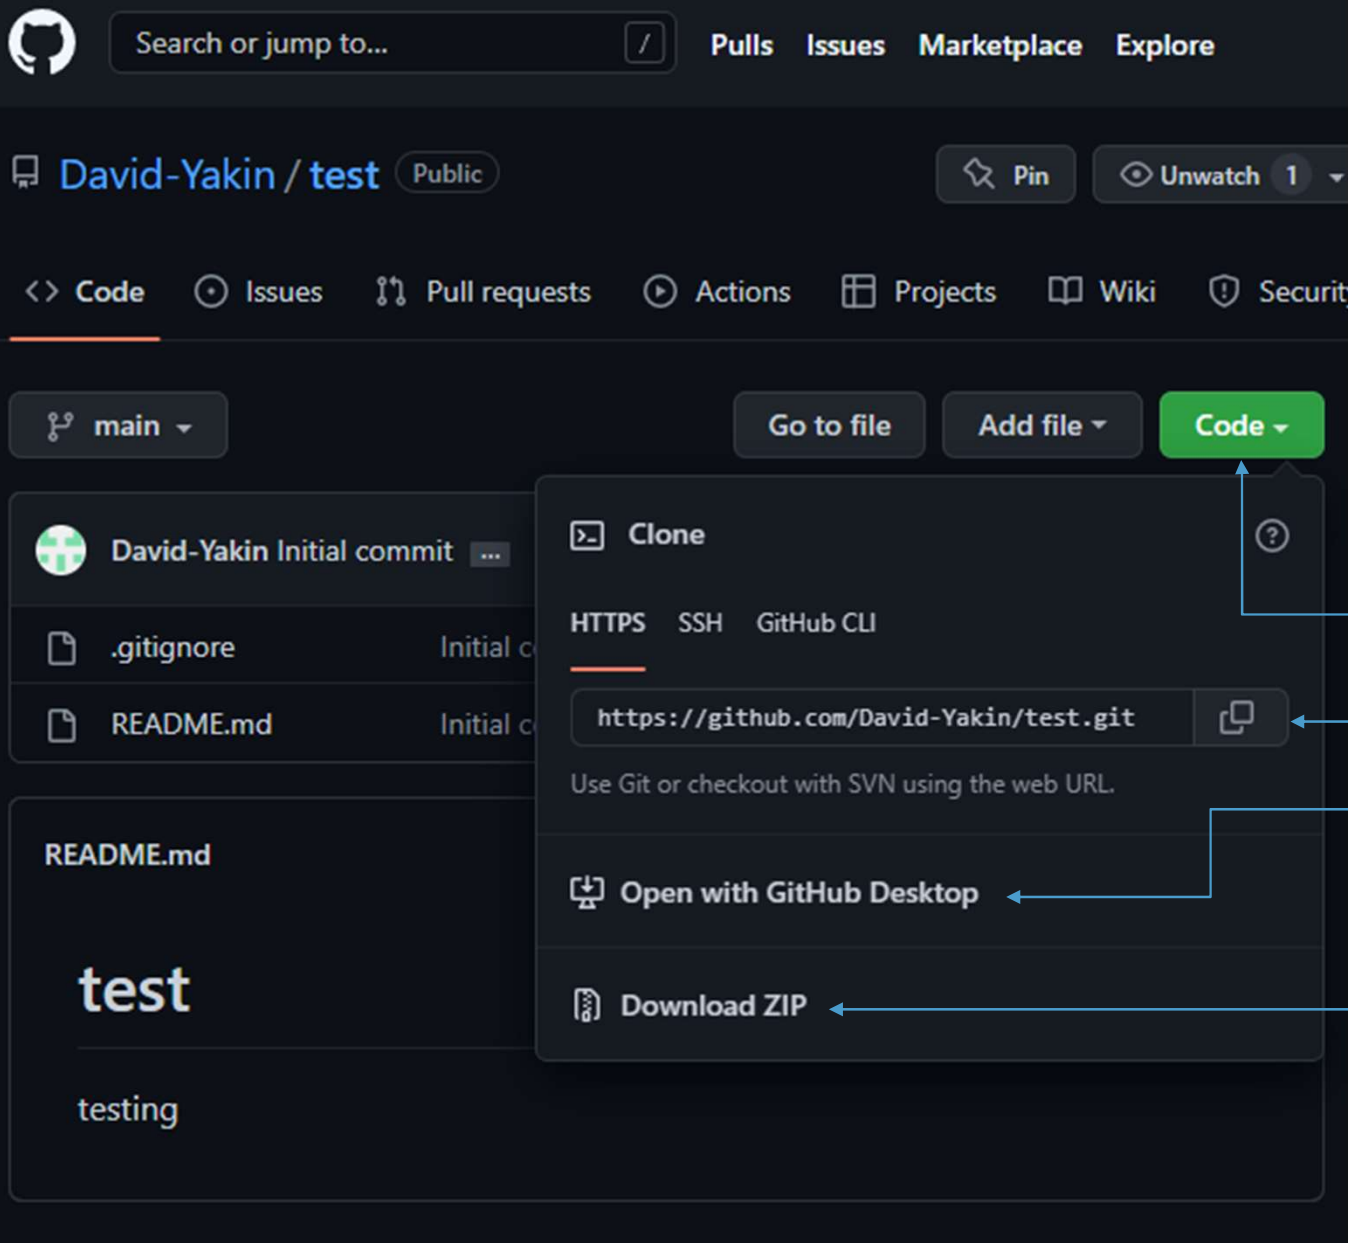 Search or jump to... /
Pulls Issues Marketplace Explore
David-Yakin / test Public
Pin Unwatch 1
Code Issues Pull requests Actions Projects Wiki Security
main Go to file Add file Code
David-Yakin Initial commit ...
.gitignore Initial
README.md Initial
Clone
HTTPS SSH GitHub CLI
https://github.com/David-Yakin/test.git
Use Git or checkout with SVN using the web URL.
Open with GitHub Desktop
Download ZIP
README.md
test
testing